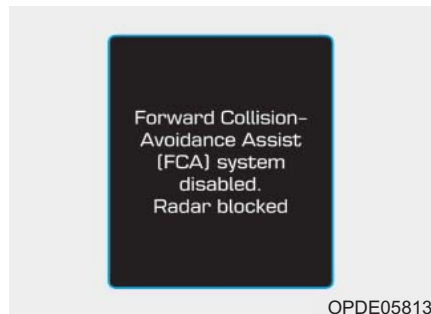 Forward Collision-
Avoidance Assist
(FCA) system
disabled.
Radar blocked
OPDE05813